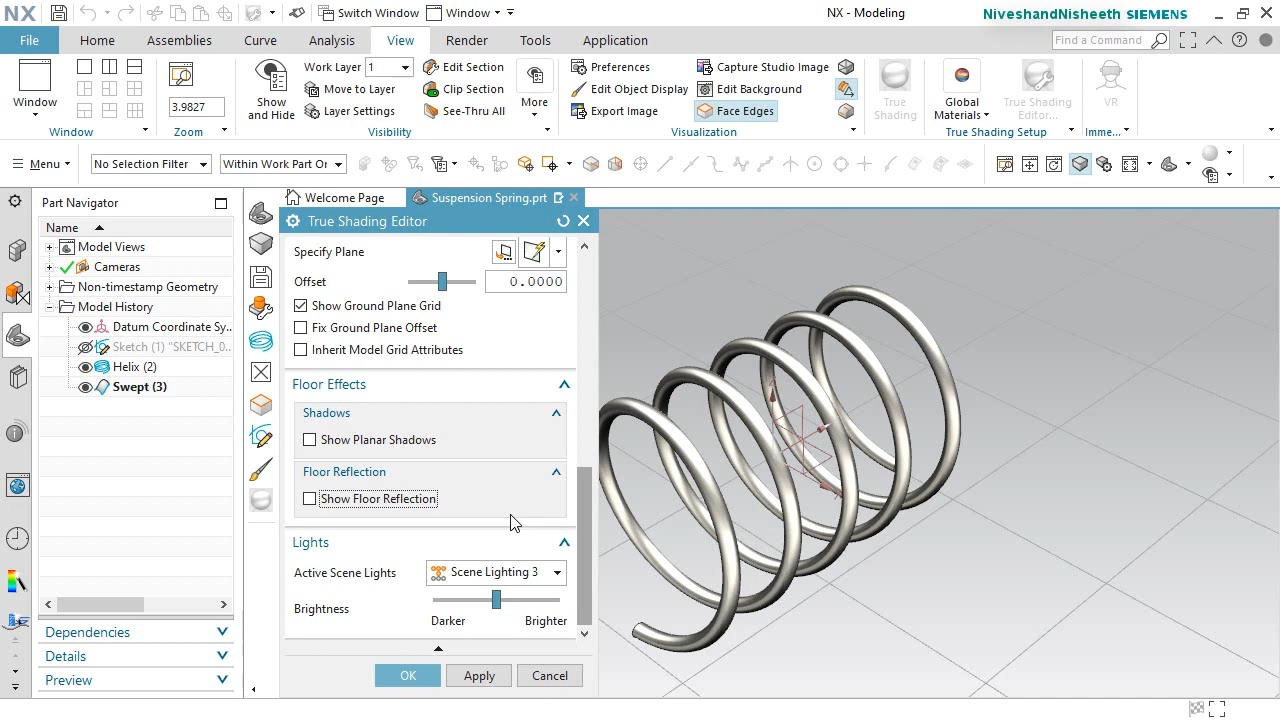 NX
Switch Window
Window
NX - Modeling
NiveshandNisheeth SIEMENS
File
Home
Assemblies
Curve
Analysis
View
Render
Tools
Application
Find a Command
Window
Window
3.9827
Zoom
Show and Hide
Work Layer
1
Move to Layer
Layer Settings
Edit Section
Clip Section
See-Thru All
More
Visibility
Preferences
Edit Object Display
Export Image
Capture Studio Image
Edit Background
Face Edges
Visualization
True Shading
Global Materials
True Shading Editor...
True Shading Setup
VR
Imme...
Menu
No Selection Filter
Within Work Part Or
Part Navigator
Name
Model Views
Cameras
Non-timestamp Geometry
Model History
Datum Coordinate Sy...
Sketch (1) "SKETCH_0...
Helix (2)
Swept (3)
Dependencies
Details
Preview
Welcome Page
Suspension Spring.prt
True Shading Editor
Specify Plane
Offset
0.0000
Show Ground Plane Grid
Fix Ground Plane Offset
Inherit Model Grid Attributes
Floor Effects
Shadows
Show Planar Shadows
Floor Reflection
Show Floor Reflection
Lights
Active Scene Lights
Scene Lighting 3
Brightness
Darker
Brighter
OK
Apply
Cancel